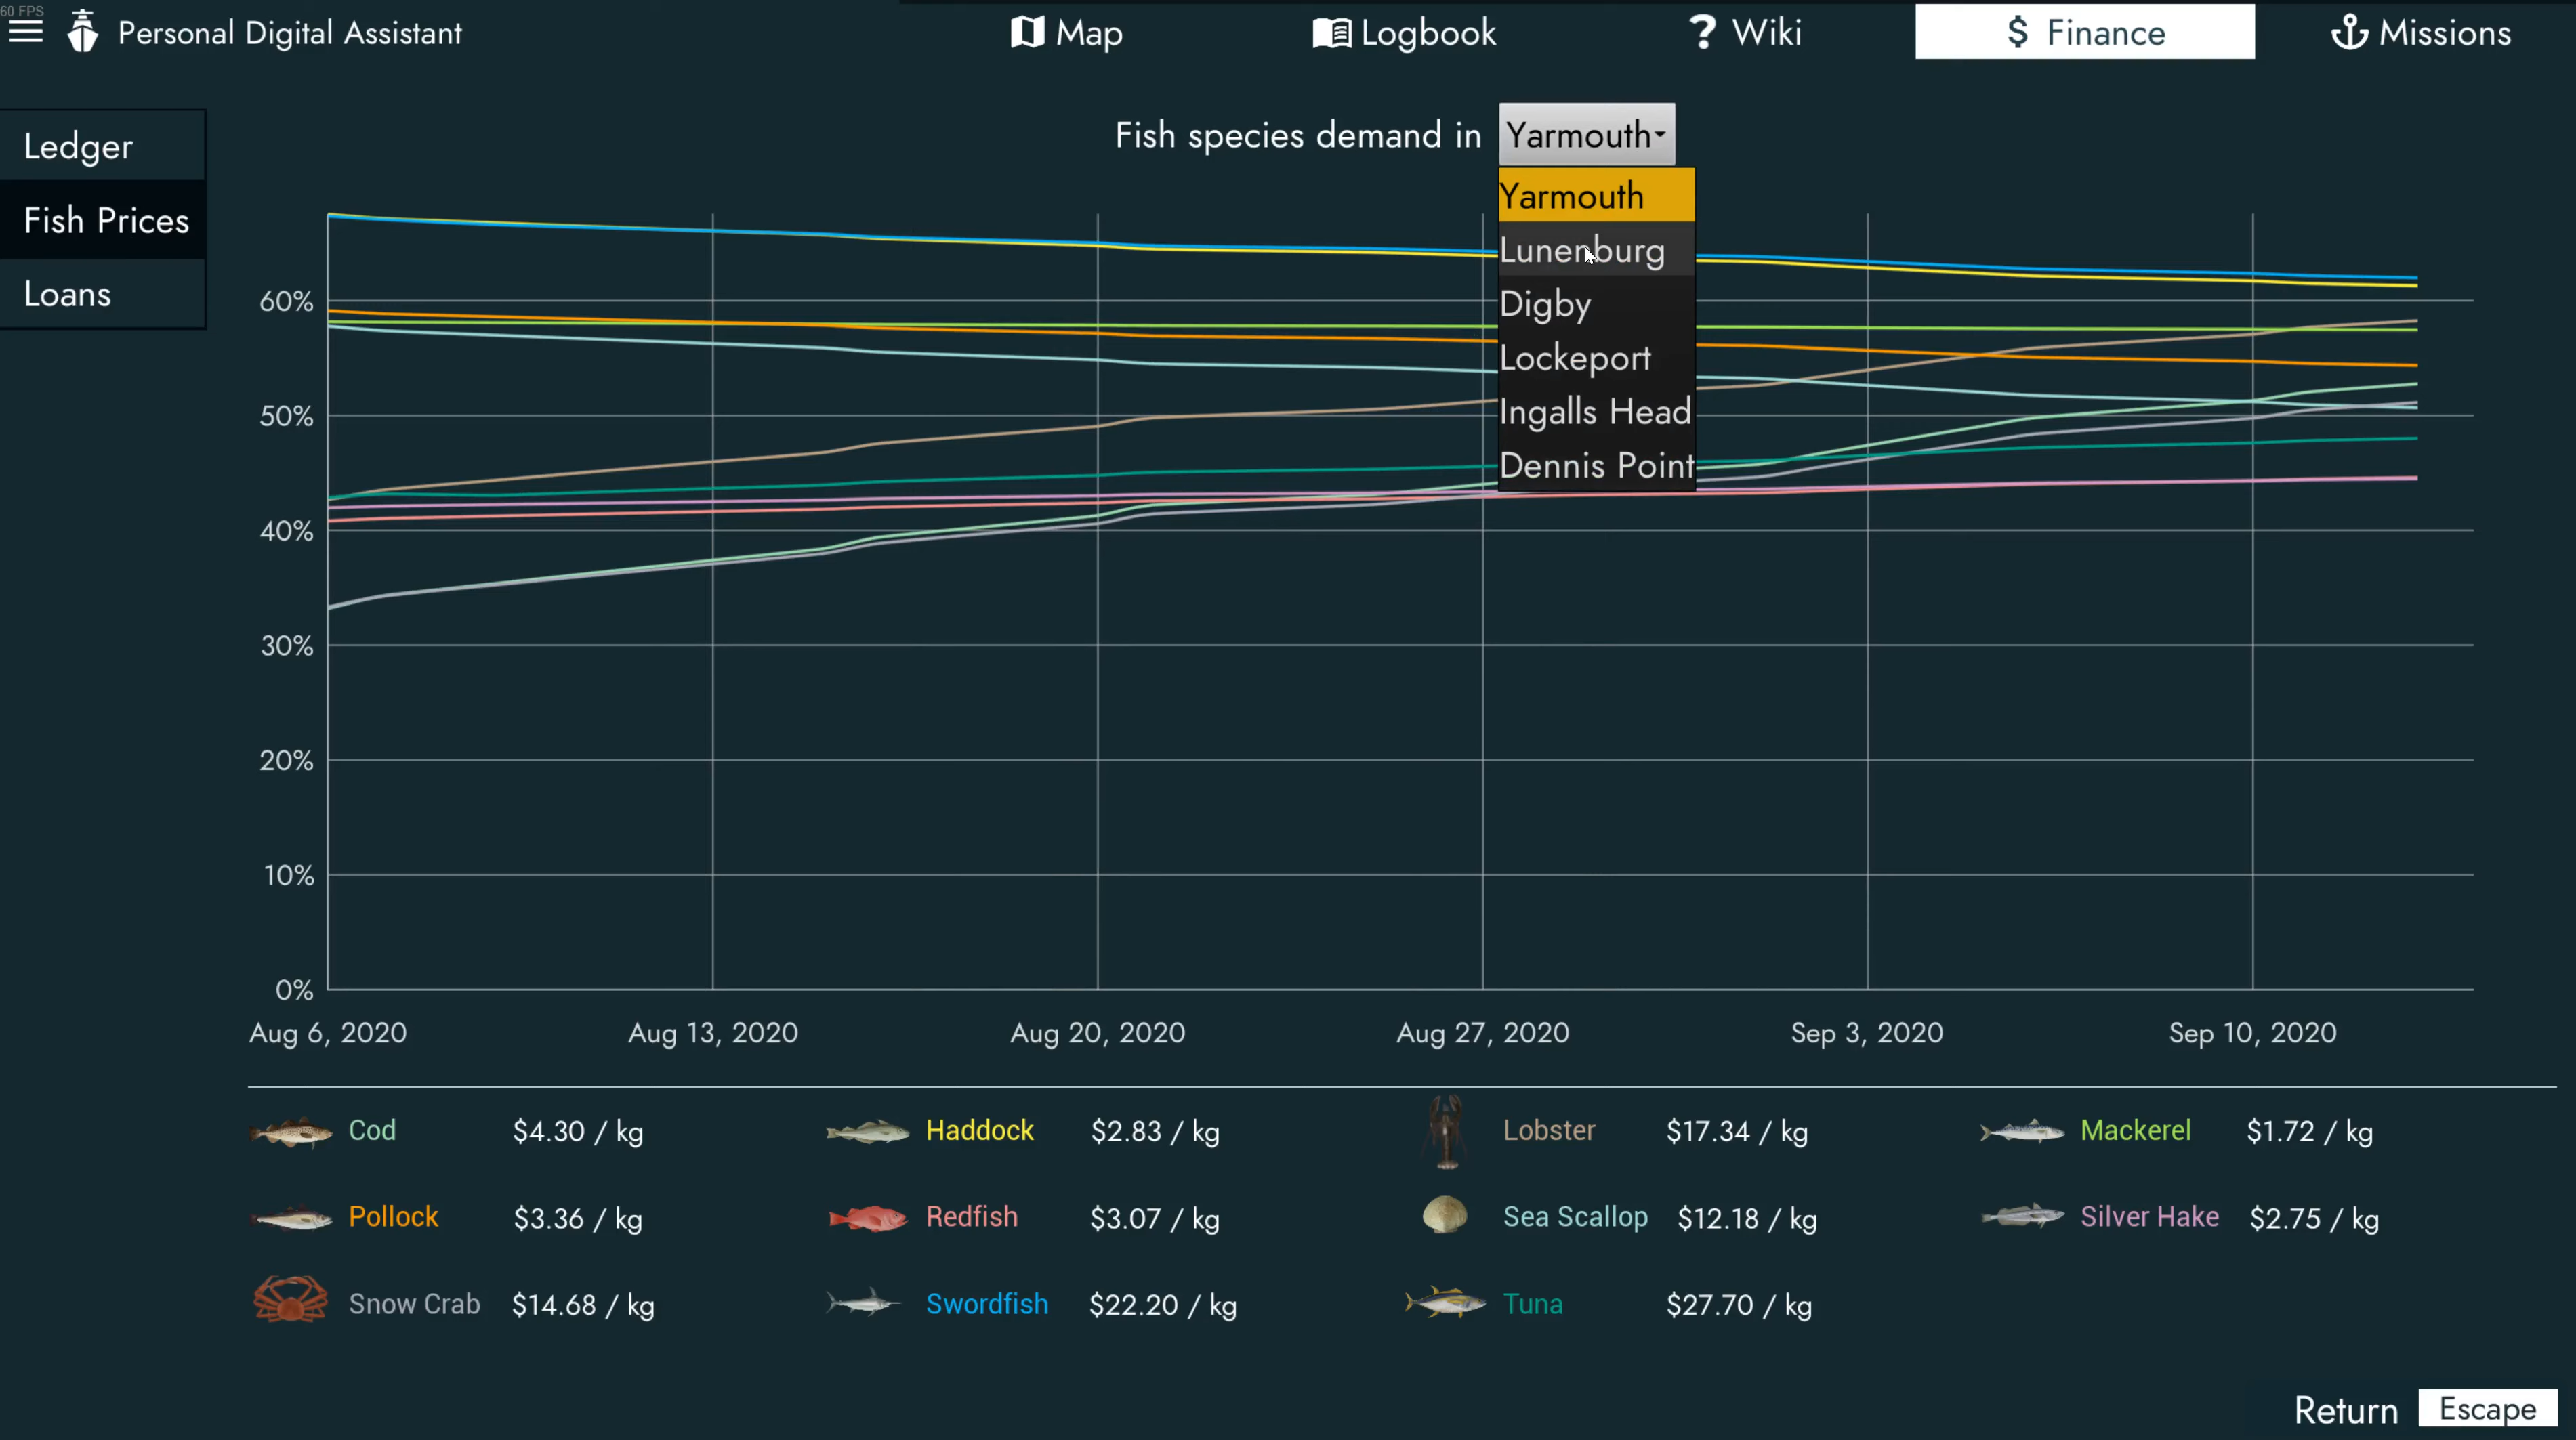 60 FPS
Personal Digital Assistant
Map
Logbook
? Wiki
$ Finance
Missions
Ledger
Fish Prices
Loans
Fish species demand in Yarmouth
Yarmouth
Lunenburg
Digby
Lockeport
Ingalls Head
Dennis Point
60%
50%
40%
30%
20%
10%
0%
Aug 6, 2020
Aug 13, 2020
Aug 20, 2020
Aug 27, 2020
Sep 3, 2020
Sep 10, 2020
Cod $4.30 / kg
Haddock $2.83 / kg
Lobster $17.34 / kg
Mackerel $1.72 / kg
Pollock $3.36 / kg
Redfish $3.07 / kg
Sea Scallop $12.18 / kg
Silver Hake $2.75 / kg
Snow Crab $14.68 / kg
Swordfish $22.20 / kg
Tuna $27.70 / kg
Return Escape